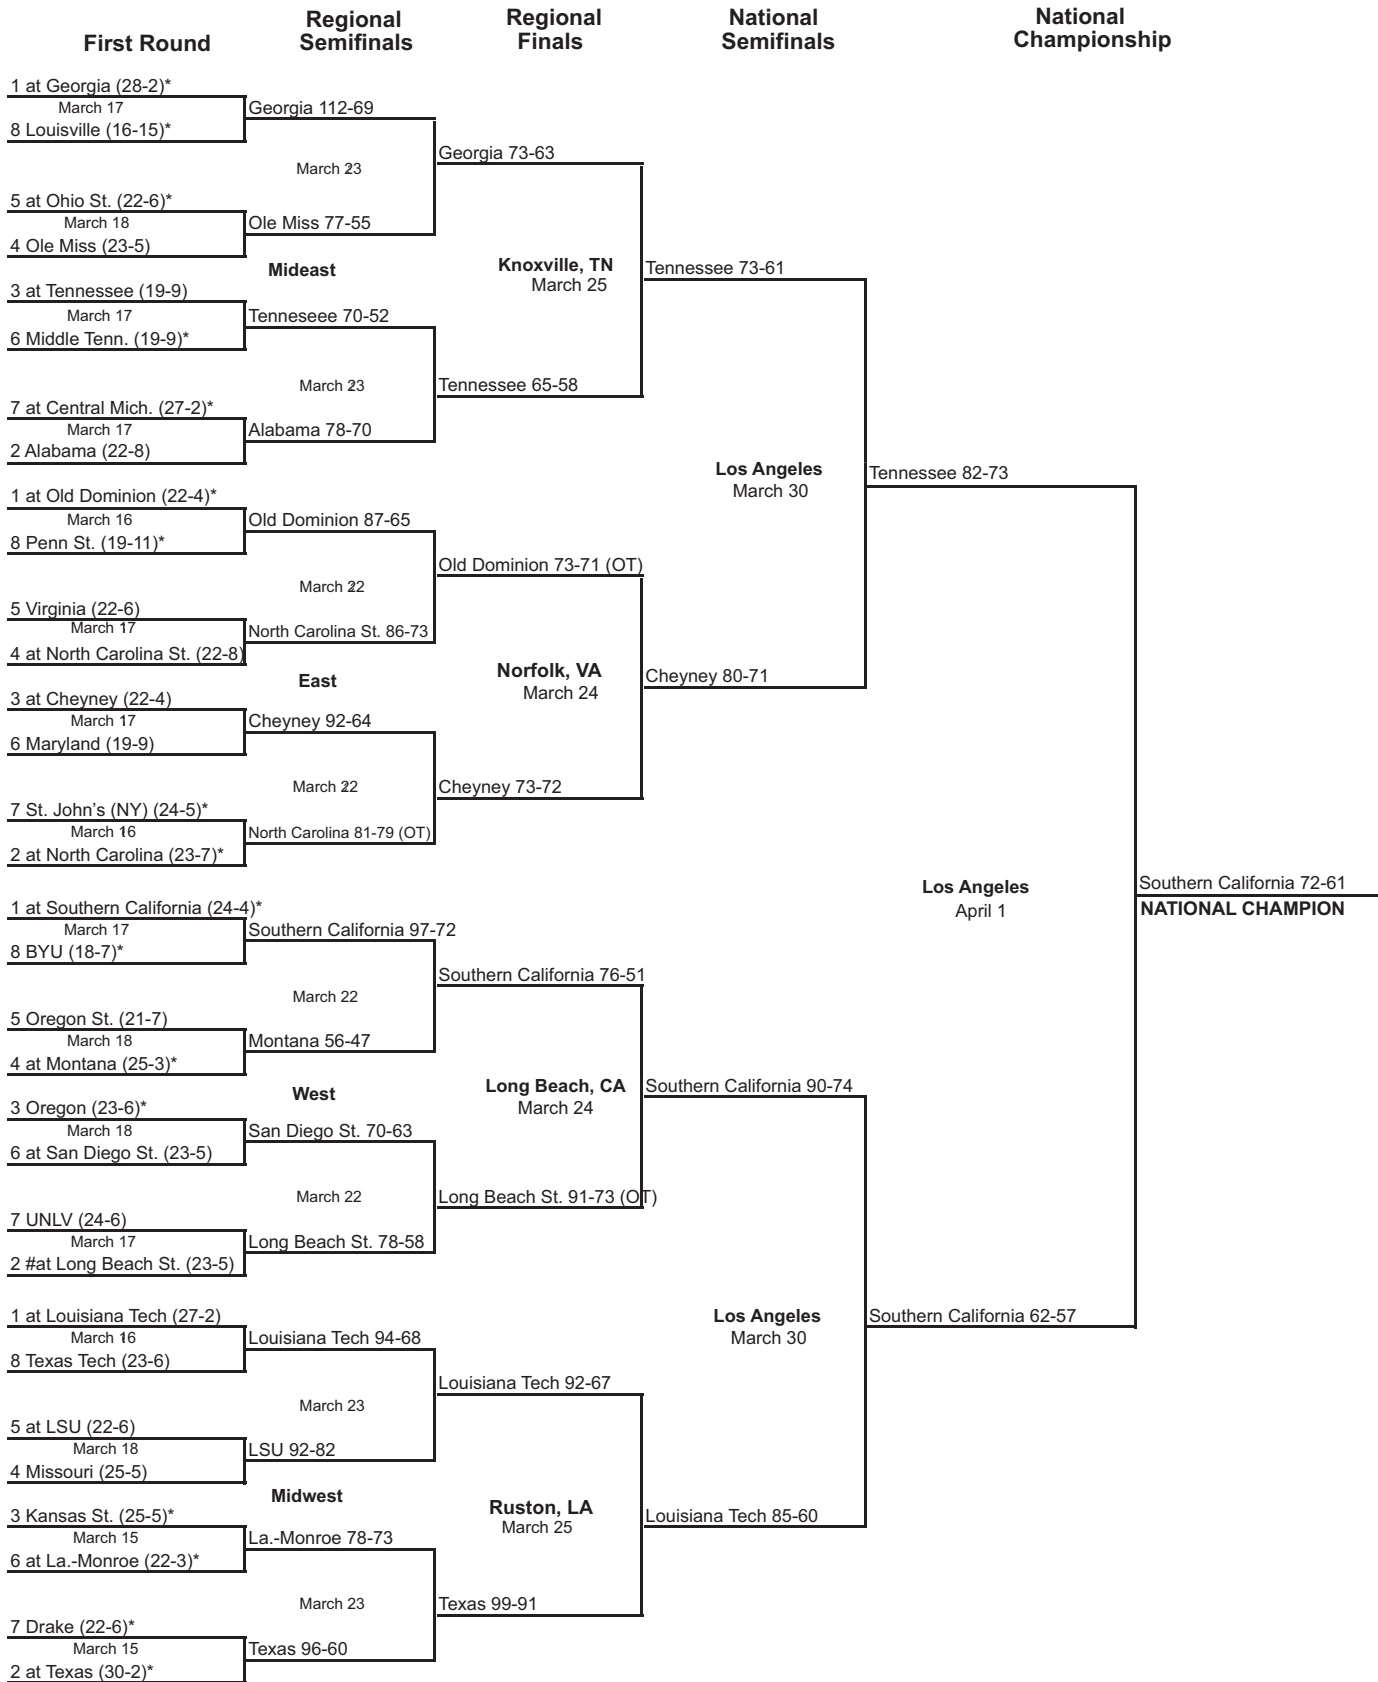 First Round
Regional
Semifinals
Regional
Finals
National
Semifinals
National
Championship
1 at Georgia (28-2)*
March 17
8 Louisville (16-15)*
Georgia 112-69
March 23
Georgia 73-63
5 at Ohio St. (22-6)*
March 18
4 Ole Miss (23-5)
Ole Miss 77-55
Mideast
Knoxville, TN
March 25
Tennessee 73-61
3 at Tennessee (19-9)
March 17
6 Middle Tenn. (19-9)*
Tenneseee 70-52
March 23
Tennessee 65-58
7 at Central Mich. (27-2)*
March 17
2 Alabama (22-8)
Alabama 78-70
Los Angeles
March 30
Tennessee 82-73
1 at Old Dominion (22-4)*
March 16
8 Penn St. (19-11)*
Old Dominion 87-65
March 22
Old Dominion 73-71 (OT)
5 Virginia (22-6)
March 17
4 at North Carolina St. (22-8)
North Carolina St. 86-73
East
Norfolk, VA
March 24
Cheyney 80-71
3 at Cheyney (22-4)
March 17
6 Maryland (19-9)
Cheyney 92-64
March 22
Cheyney 73-72
7 St. John's (NY) (24-5)*
March 16
2 at North Carolina (23-7)*
North Carolina 81-79 (OT)
Los Angeles
April 1
Southern California 72-61
NATIONAL CHAMPION
1 at Southern California (24-4)*
March 17
8 BYU (18-7)*
Southern California 97-72
March 22
Southern California 76-51
5 Oregon St. (21-7)
March 18
4 at Montana (25-3)*
Montana 56-47
West
Long Beach, CA
March 24
Southern California 90-74
3 Oregon (23-6)*
March 18
6 at San Diego St. (23-5)
San Diego St. 70-63
March 22
Long Beach St. 91-73 (OT)
7 UNLV (24-6)
March 17
2 #at Long Beach St. (23-5)
Long Beach St. 78-58
Los Angeles
March 30
Southern California 62-57
1 at Louisiana Tech (27-2)
March 16
8 Texas Tech (23-6)
Louisiana Tech 94-68
March 23
Louisiana Tech 92-67
5 at LSU (22-6)
March 18
4 Missouri (25-5)
LSU 92-82
Midwest
Ruston, LA
March 25
Louisiana Tech 85-60
3 Kansas St. (25-5)*
March 15
6 at La.-Monroe (22-3)*
La.-Monroe 78-73
March 23
Texas 99-91
7 Drake (22-6)*
March 15
2 at Texas (30-2)*
Texas 96-60